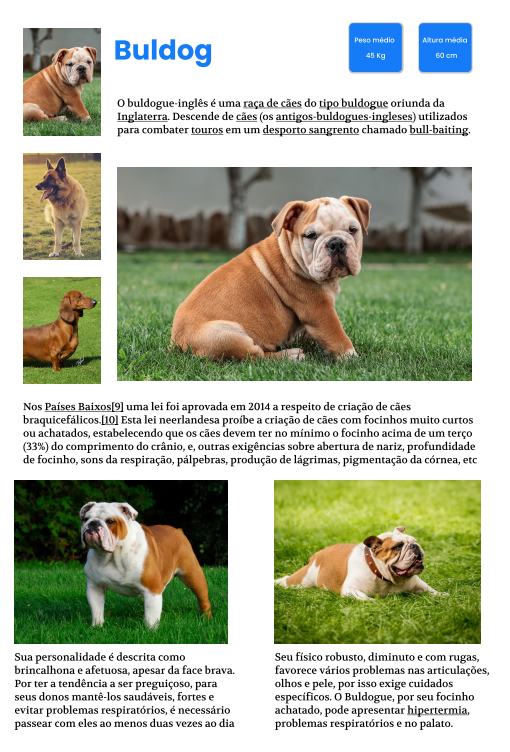 Buldog
Peso médio
45 Kg
Altura média
60 cm
O buldogue-inglês é uma raça de cães do tipo buldogue oriunda da
Inglaterra. Descende de cães (os antigos-buldogues-ingleses) utilizados
para combater touros em um desporto sangrento chamado bull-baiting.
Nos Países Baixos[9] uma lei foi aprovada em 2014 a respeito de criação de cães
braquicefálicos.[10] Esta lei neerlandesa proíbe a criação de cães com focinhos muito curtos
ou achatados, estabelecendo que os cães devem ter no mínimo o focinho acima de um terço
(33%) do comprimento do crânio, e, outras exigências sobre abertura de nariz, profundidade
de focinho, sons da respiração, pálpebras, produção de lágrimas, pigmentação da córnea, etc
Sua personalidade é descrita como
brincalhona e afetuosa, apesar da face brava.
Por ter a tendência a ser preguiçoso, para
seus donos mantê-los saudáveis, fortes e
evitar problemas respiratórios, é necessário
passear com eles ao menos duas vezes ao dia
Seu físico robusto, diminuto e com rugas,
favorece vários problemas nas articulações,
olhos e pele, por isso exige cuidados
específicos. O Buldogue, por seu focinho
achatado, pode apresentar hipertermia,
problemas respiratórios e no palato.